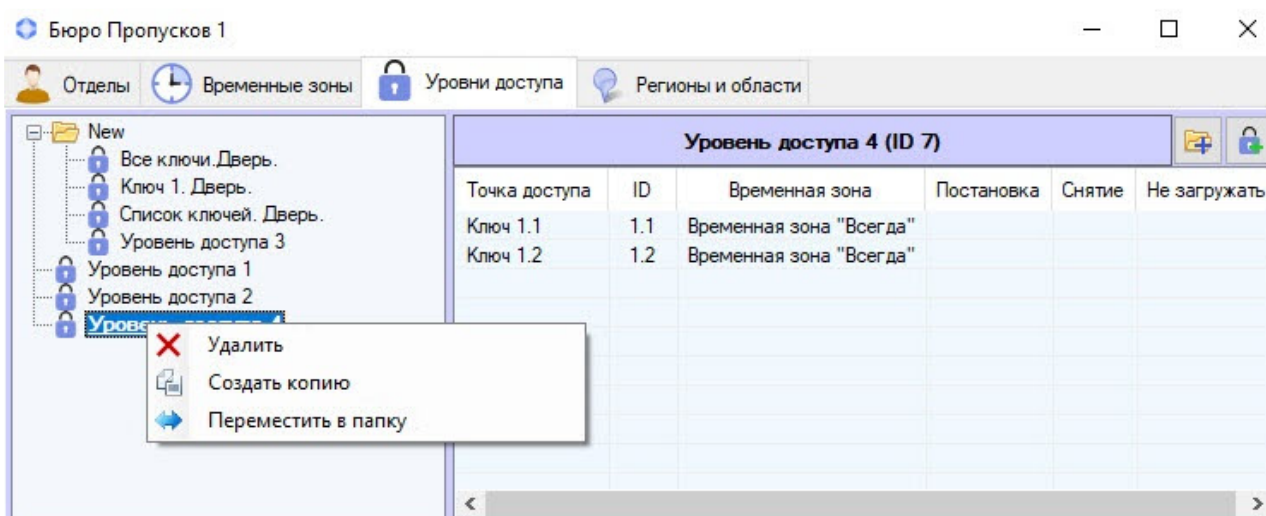 Бюро Пропусков 1
Отделы Временные зоны Уровни доступа Регионы и области
New
Все ключи.Дверь.
Ключ 1. Дверь.
Список ключей. Дверь.
Уровень доступа 3
Уровень доступа 1
Уровень доступа 2
Удалить
Создать копию
Переместить в папку
Уровень доступа 4 (ID 7)
Точка доступа ID Временная зона Постановка Снятие Не загружать
Ключ 1.1 1.1 Временная зона "Всегда"
Ключ 1.2 1.2 Временная зона "Всегда"